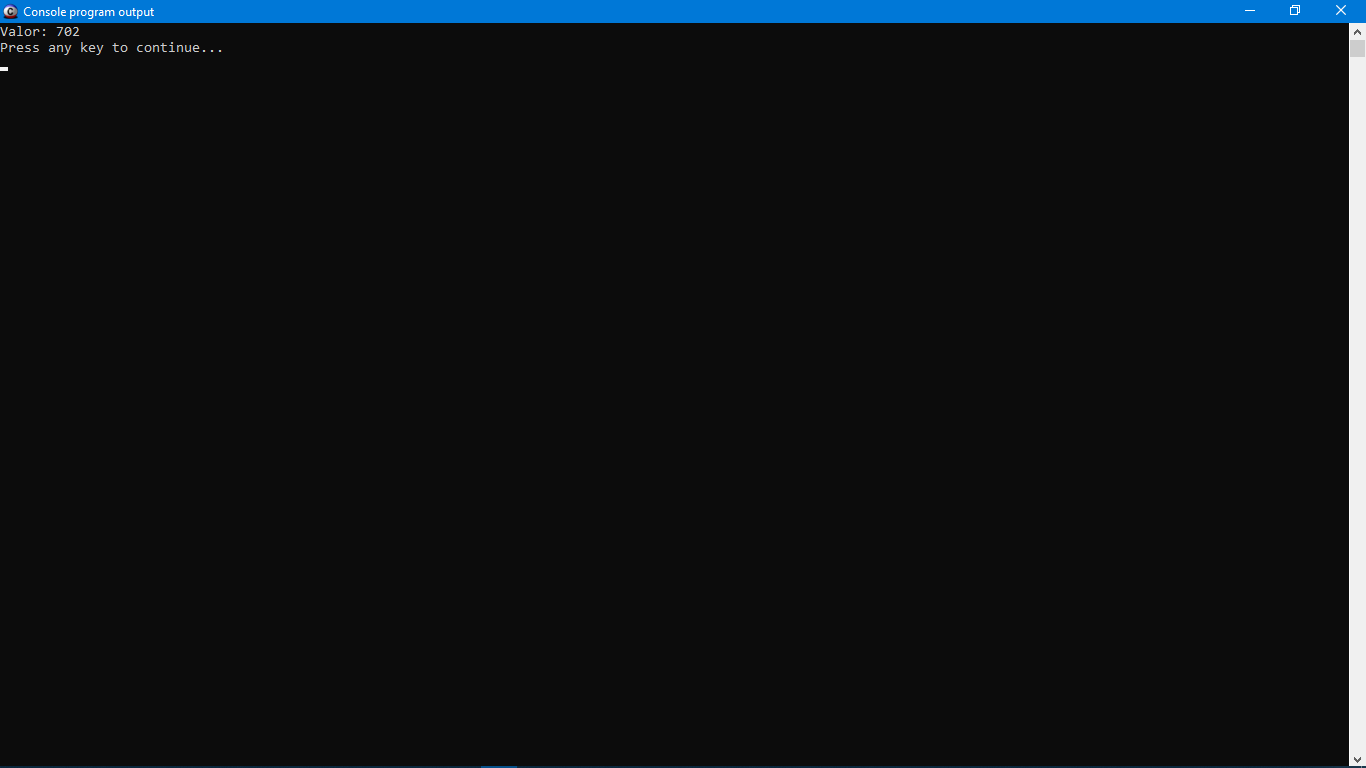 Console program output
Valor: 702
Press any key to continue...